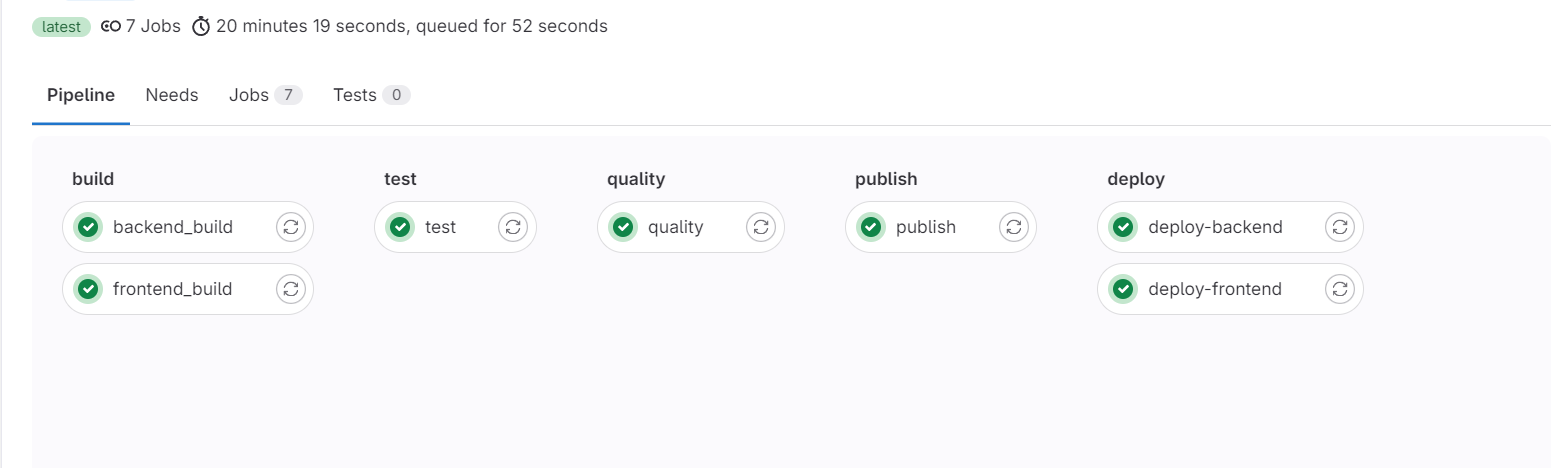 latest 7 Jobs 20 minutes 19 seconds, queued for 52 seconds
Pipeline Needs Jobs 7 Tests 0
build test quality publish deploy
backend_build test quality publish deploy-backend
frontend_build deploy-frontend